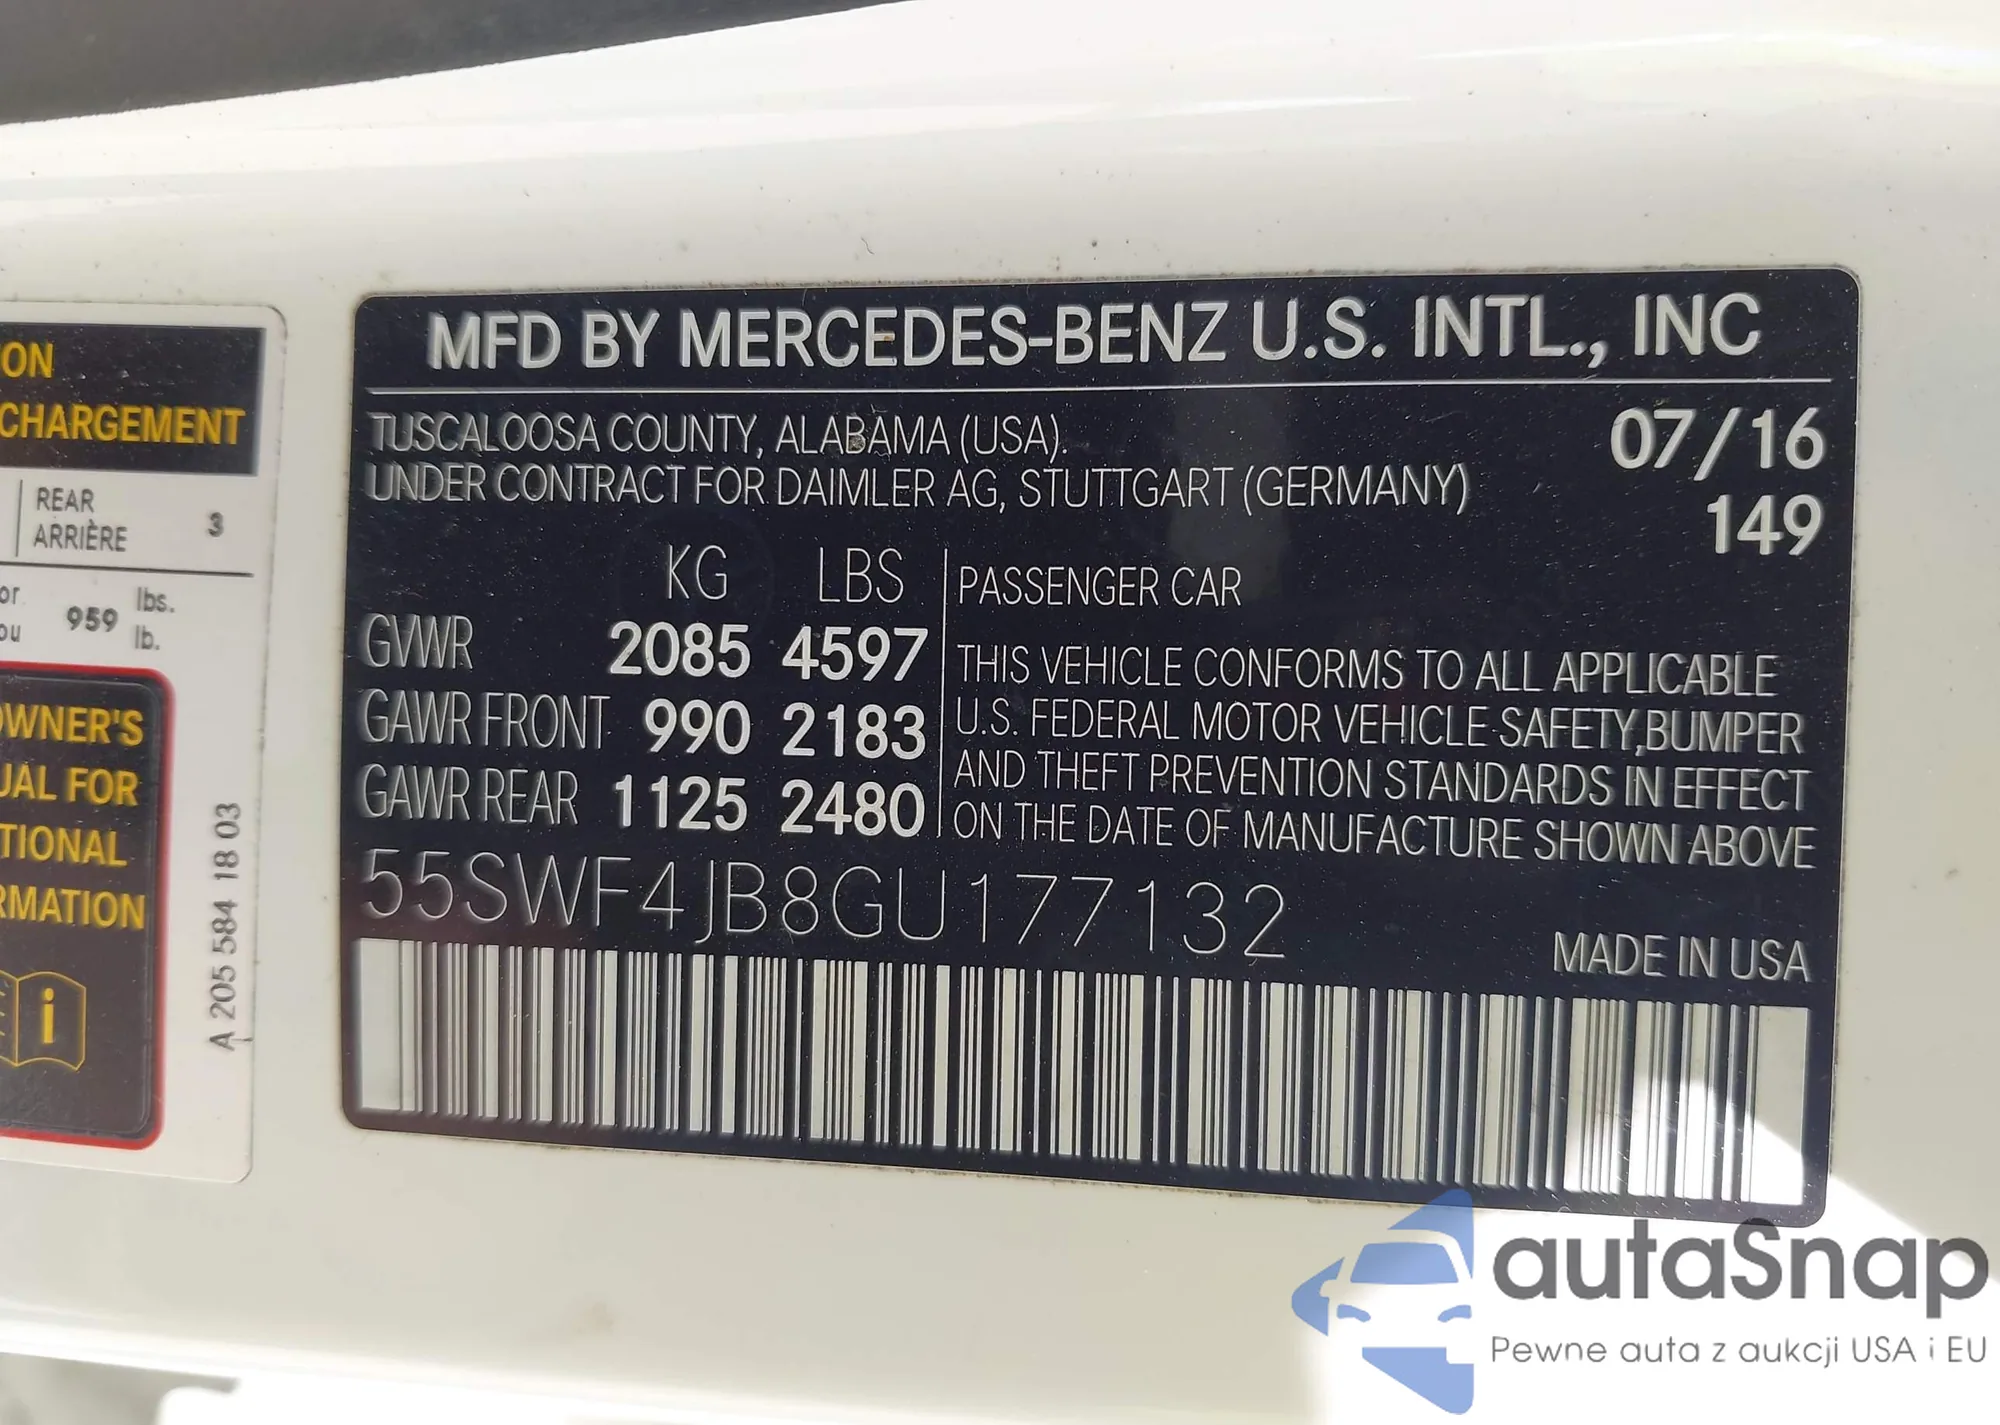 ION
CHARGEMENT
REAR
ARRIÈRE 3
or
ou 959 lbs.
lb.
OWNER'S
UAL FOR
TIONAL
RMATION
i
A 205 584 18 03
MFD BY MERCEDES-BENZ U.S. INTL., INC
TUSCALOOSA COUNTY, ALABAMA (USA). 07/16
UNDER CONTRACT FOR DAIMLER AG, STUTTGART (GERMANY)
149
KG LBS
GVWR 2085 4597
GAWR FRONT 990 2183
GAWR REAR 1125 2480
PASSENGER CAR
THIS VEHICLE CONFORMS TO ALL APPLICABLE
U.S. FEDERAL MOTOR VEHICLE SAFETY,BUMPER
AND THEFT PREVENTION STANDARDS IN EFFECT
ON THE DATE OF MANUFACTURE SHOWN ABOVE
55SWF4JB8GU177132
MADE IN USA
autaSnap
Pewne auta z aukcji USA i EU